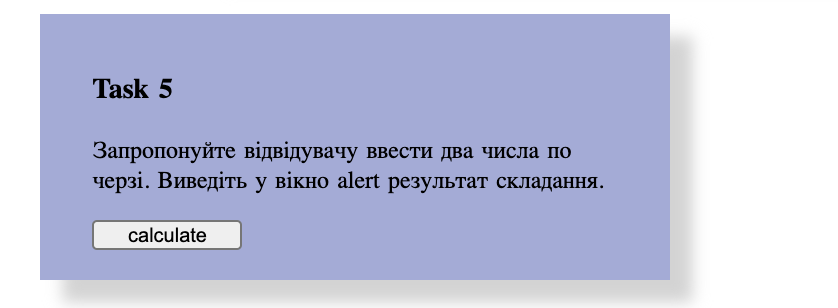 Task 5
Запропонуйте відвідувачу ввести два числа по
черзі. Виведіть у вікно alert результат складання.
calculate